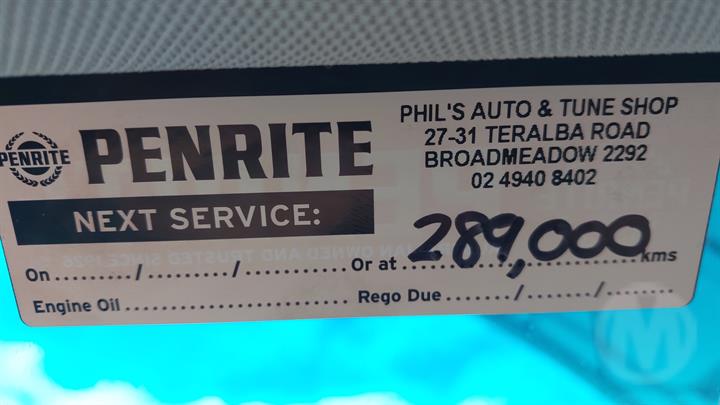 PENRITE PENRITE
PHIL'S AUTO & TUNE SHOP
27-31 TERALBA ROAD
BROADMEADOW 2292
02 4940 8402
NEXT SERVICE:
On ........./............/............. Or at 289,000 kms
Engine Oil ............................. Rego Due ......../......../..........
M